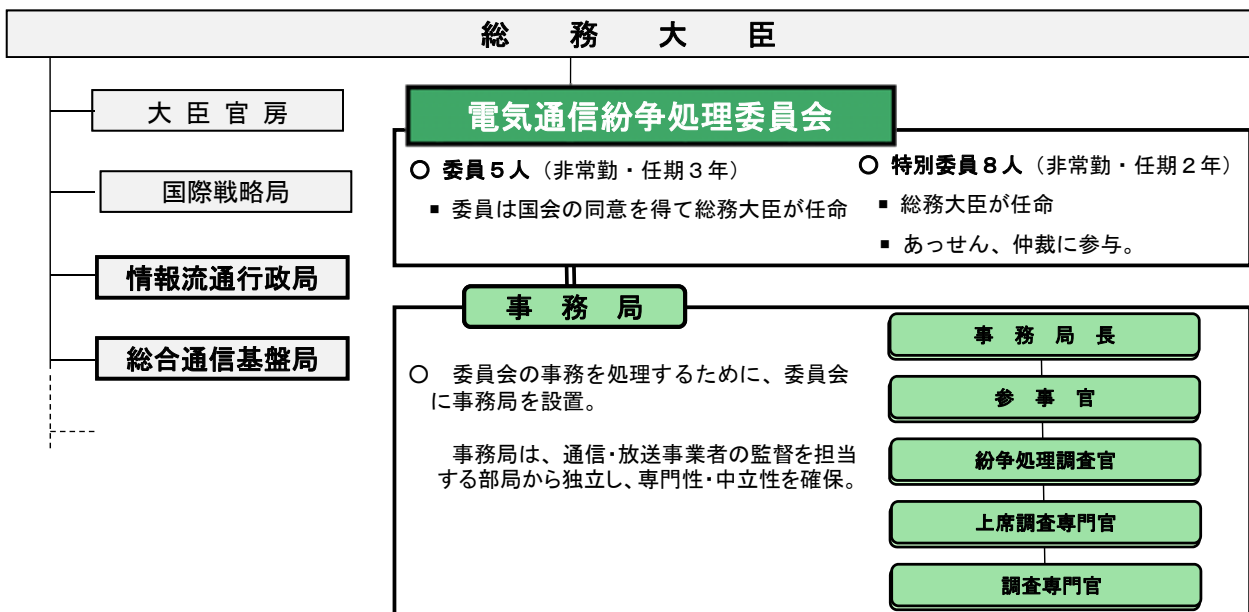 総務大臣
大臣官房
国際戦略局
情報流通行政局
総合通信基盤局
電気通信紛争処理委員会
○ 委員5人（非常勤・任期3年）
▪ 委員は国会の同意を得て総務大臣が任命
○ 特別委員8人（非常勤・任期2年）
▪ 総務大臣が任命
▪ あっせん、仲裁に参与。
事務局
○ 委員会の事務を処理するために、委員会
に事務局を設置。
事務局は、通信・放送事業者の監督を担当
する部局から独立し、専門性・中立性を確保。
事務局長
参事官
紛争処理調査官
上席調査専門官
調査専門官